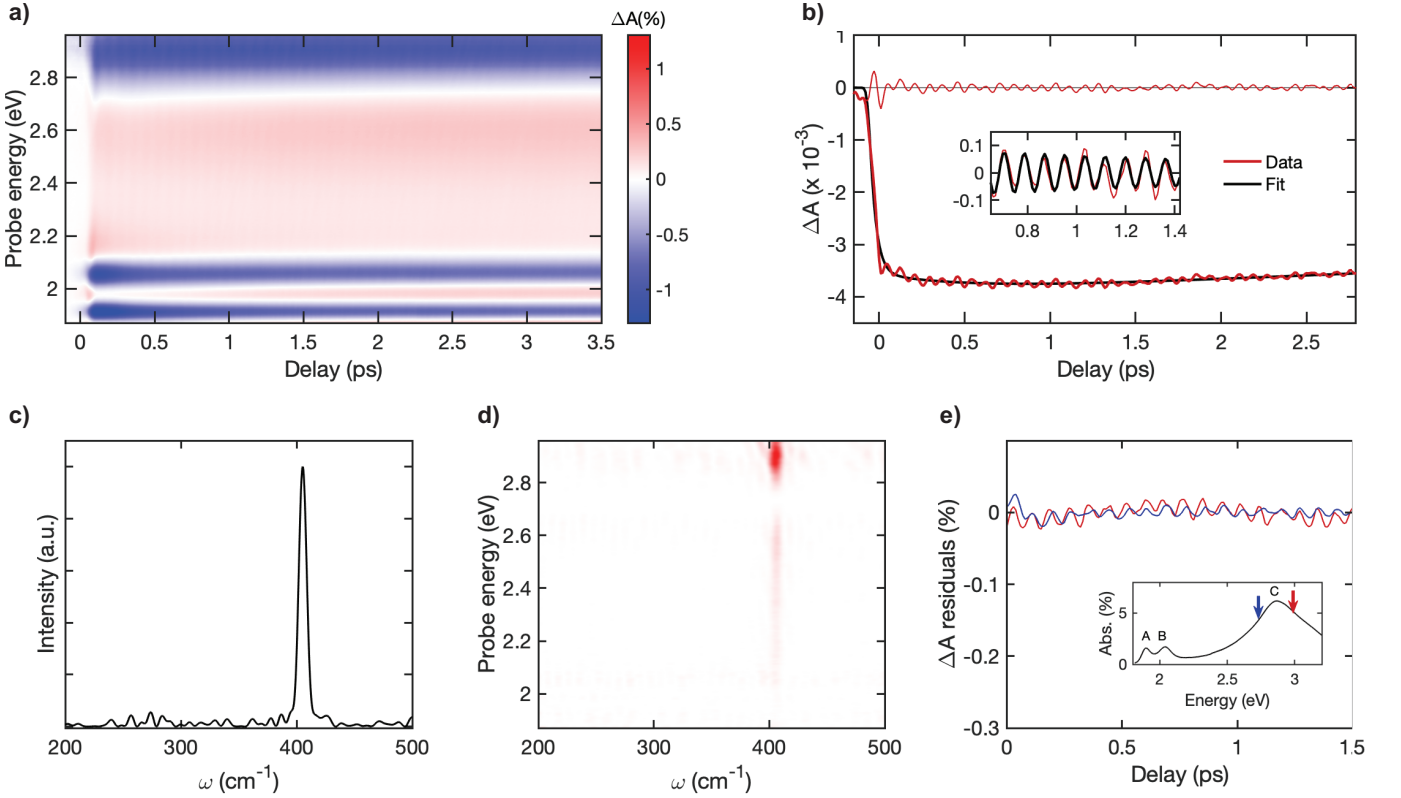 a)
ΔA(%)
Probe energy (eV)
2.8
2.6
2.4
2.2
2
0
0.5
1
1.5
2
2.5
3
3.5
Delay (ps)
1
0.5
0
-0.5
-1
b)
ΔA (x 10-3)
1
0
-1
-2
-3
-4
0
0.5
1
1.5
2
2.5
Delay (ps)
0.1
0
-0.1
0.8
1
1.2
1.4
Data
Fit
c)
Intensity (a.u.)
200
300
400
500
ω (cm-1)
d)
Probe energy (eV)
2.8
2.6
2.4
2.2
2
200
300
400
500
ω (cm-1)
e)
ΔA residuals (%)
0
-0.1
-0.2
-0.3
0
0.5
1
1.5
Delay (ps)
Abs. (%)
5
0
A
B
C
2
2.5
3
Energy (eV)